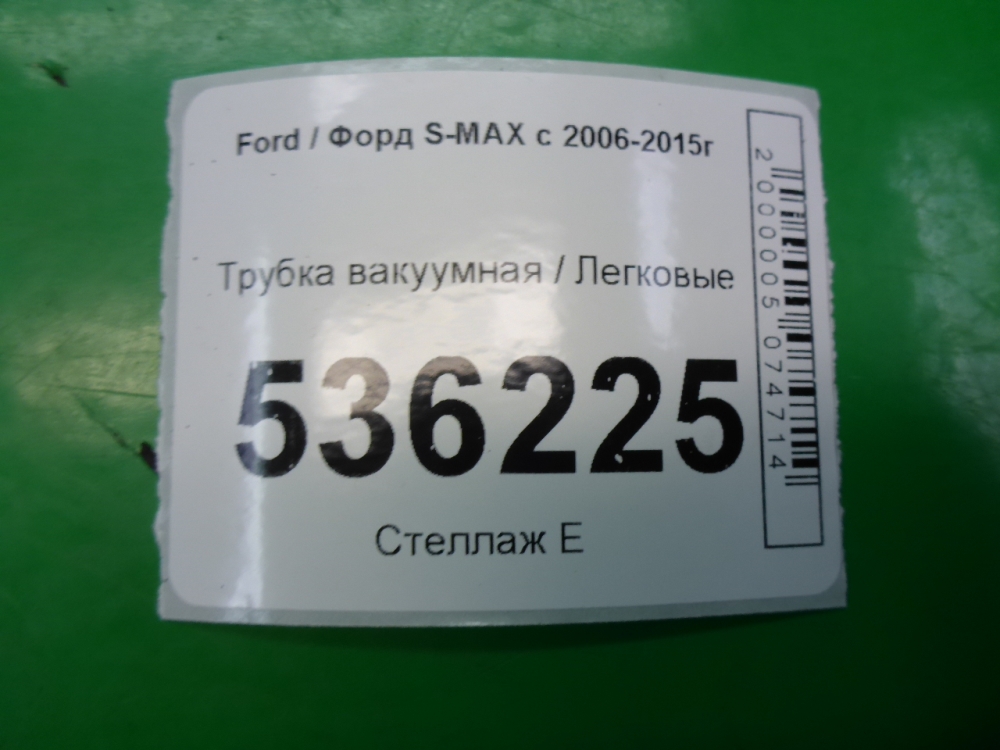 Ford / Форд S-MAX с 2006-2015г
Трубка вакуумная / Легковые
536225
Стеллаж E
2000005074714